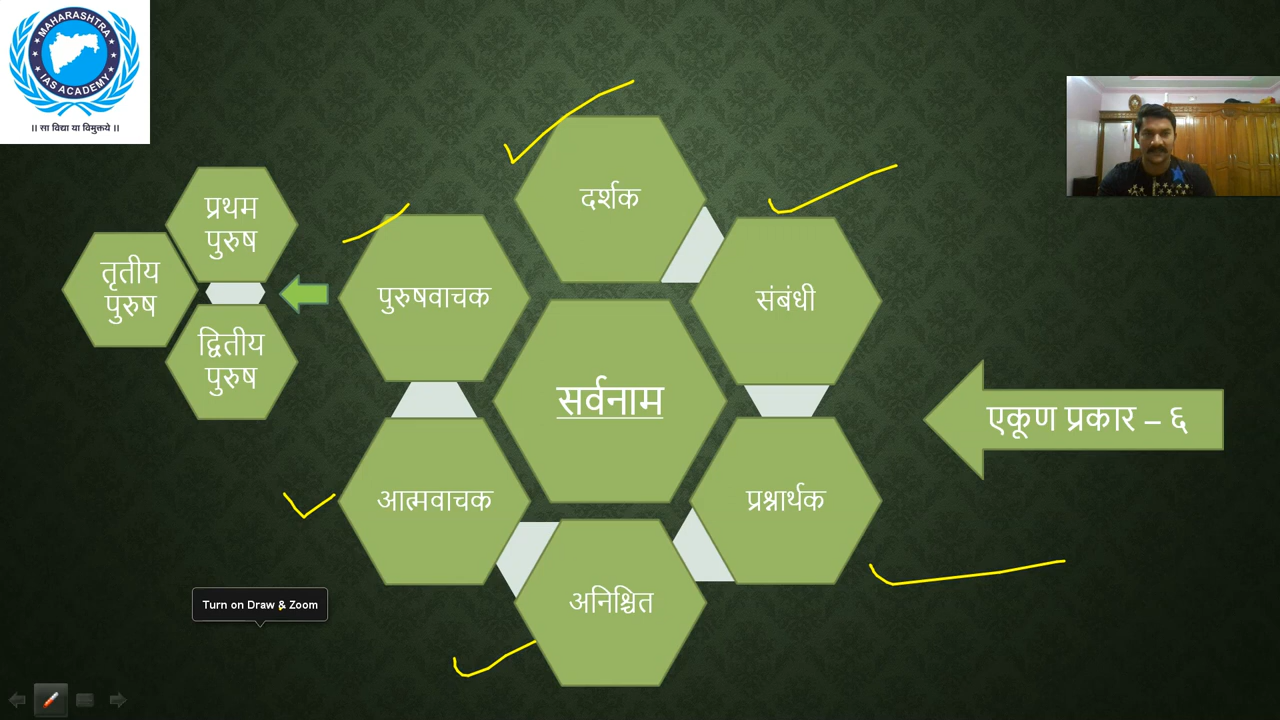 MAHARASHTRA
IAS ACADEMY
।। सा विद्या या विमुक्तये ।।
दर्शक
प्रथम
पुरुष
तृतीय
पुरुष
द्वितीय
पुरुष
पुरुषवाचक
संबंधी
सर्वनाम
एकूण प्रकार – ६
आत्मवाचक
प्रश्नार्थक
अनिश्चित
Turn on Draw & Zoom